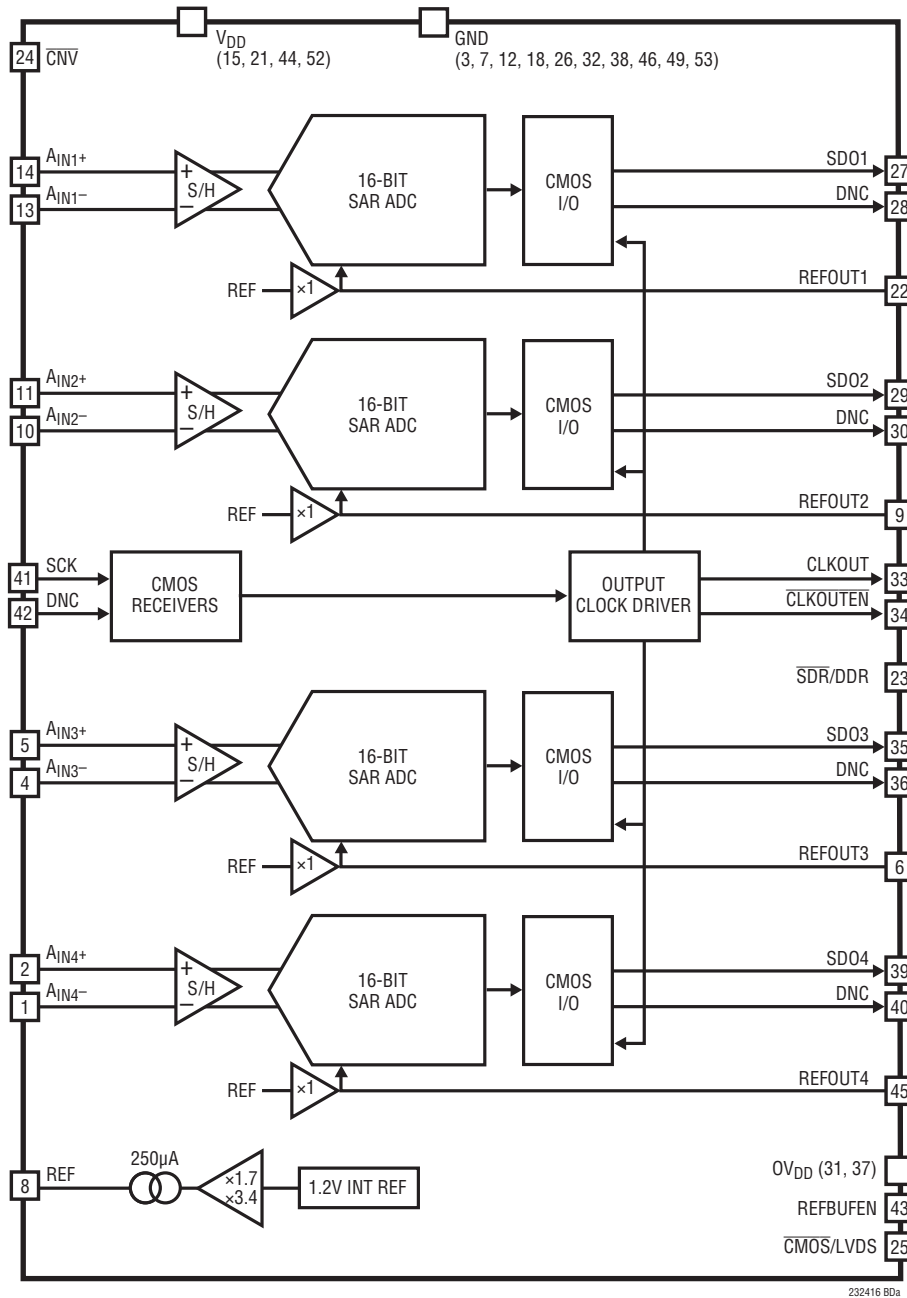 V_DD
(15, 21, 44, 52)
GND
(3, 7, 12, 18, 26, 32, 38, 46, 49, 53)
24 C̅N̅V̅
14 A_IN1+
13 A_IN1–
+
S/H
–
16-BIT
SAR ADC
CMOS
I/O
SDO1 27
DNC 28
REF ×1
REFOUT1 22
11 A_IN2+
10 A_IN2–
+
S/H
–
16-BIT
SAR ADC
CMOS
I/O
SDO2 29
DNC 30
REF ×1
REFOUT2 9
41 SCK
42 DNC
CMOS
RECEIVERS
OUTPUT
CLOCK DRIVER
CLKOUT 33
C̅L̅K̅O̅U̅T̅E̅N̅ 34
S̅D̅R̅/DDR 23
5 A_IN3+
4 A_IN3–
+
S/H
–
16-BIT
SAR ADC
CMOS
I/O
SDO3 35
DNC 36
REF ×1
REFOUT3 6
2 A_IN4+
1 A_IN4–
+
S/H
–
16-BIT
SAR ADC
CMOS
I/O
SDO4 39
DNC 40
REF ×1
REFOUT4 45
8 REF
250µA
×1.7
×3.4
1.2V INT REF
OV_DD (31, 37)
REFBUFEN 43
C̅M̅O̅S̅/LVDS 25
232416 BDa